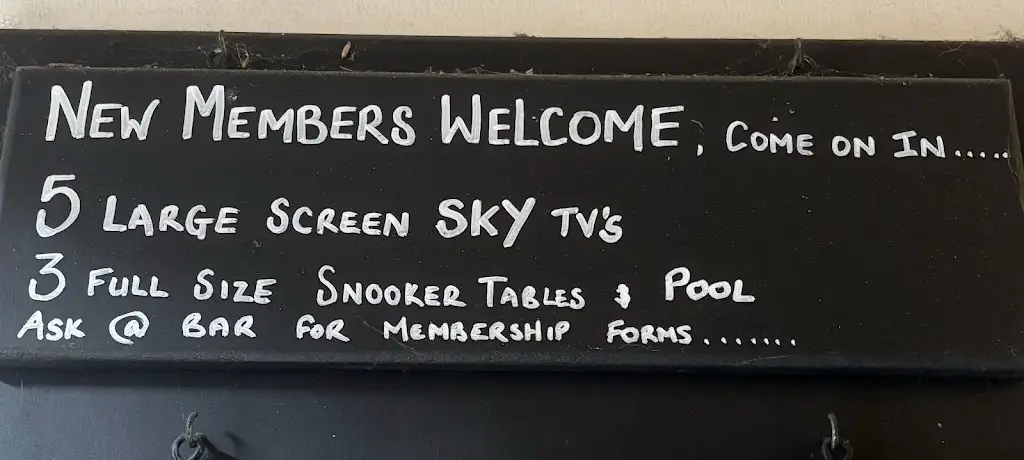 NEW MEMBERS WELCOME, COME ON IN.....
5 LARGE SCREEN SKY TV'S
3 FULL SIZE SNOOKER TABLES & POOL
ASK @ BAR FOR MEMBERSHIP FORMS.......